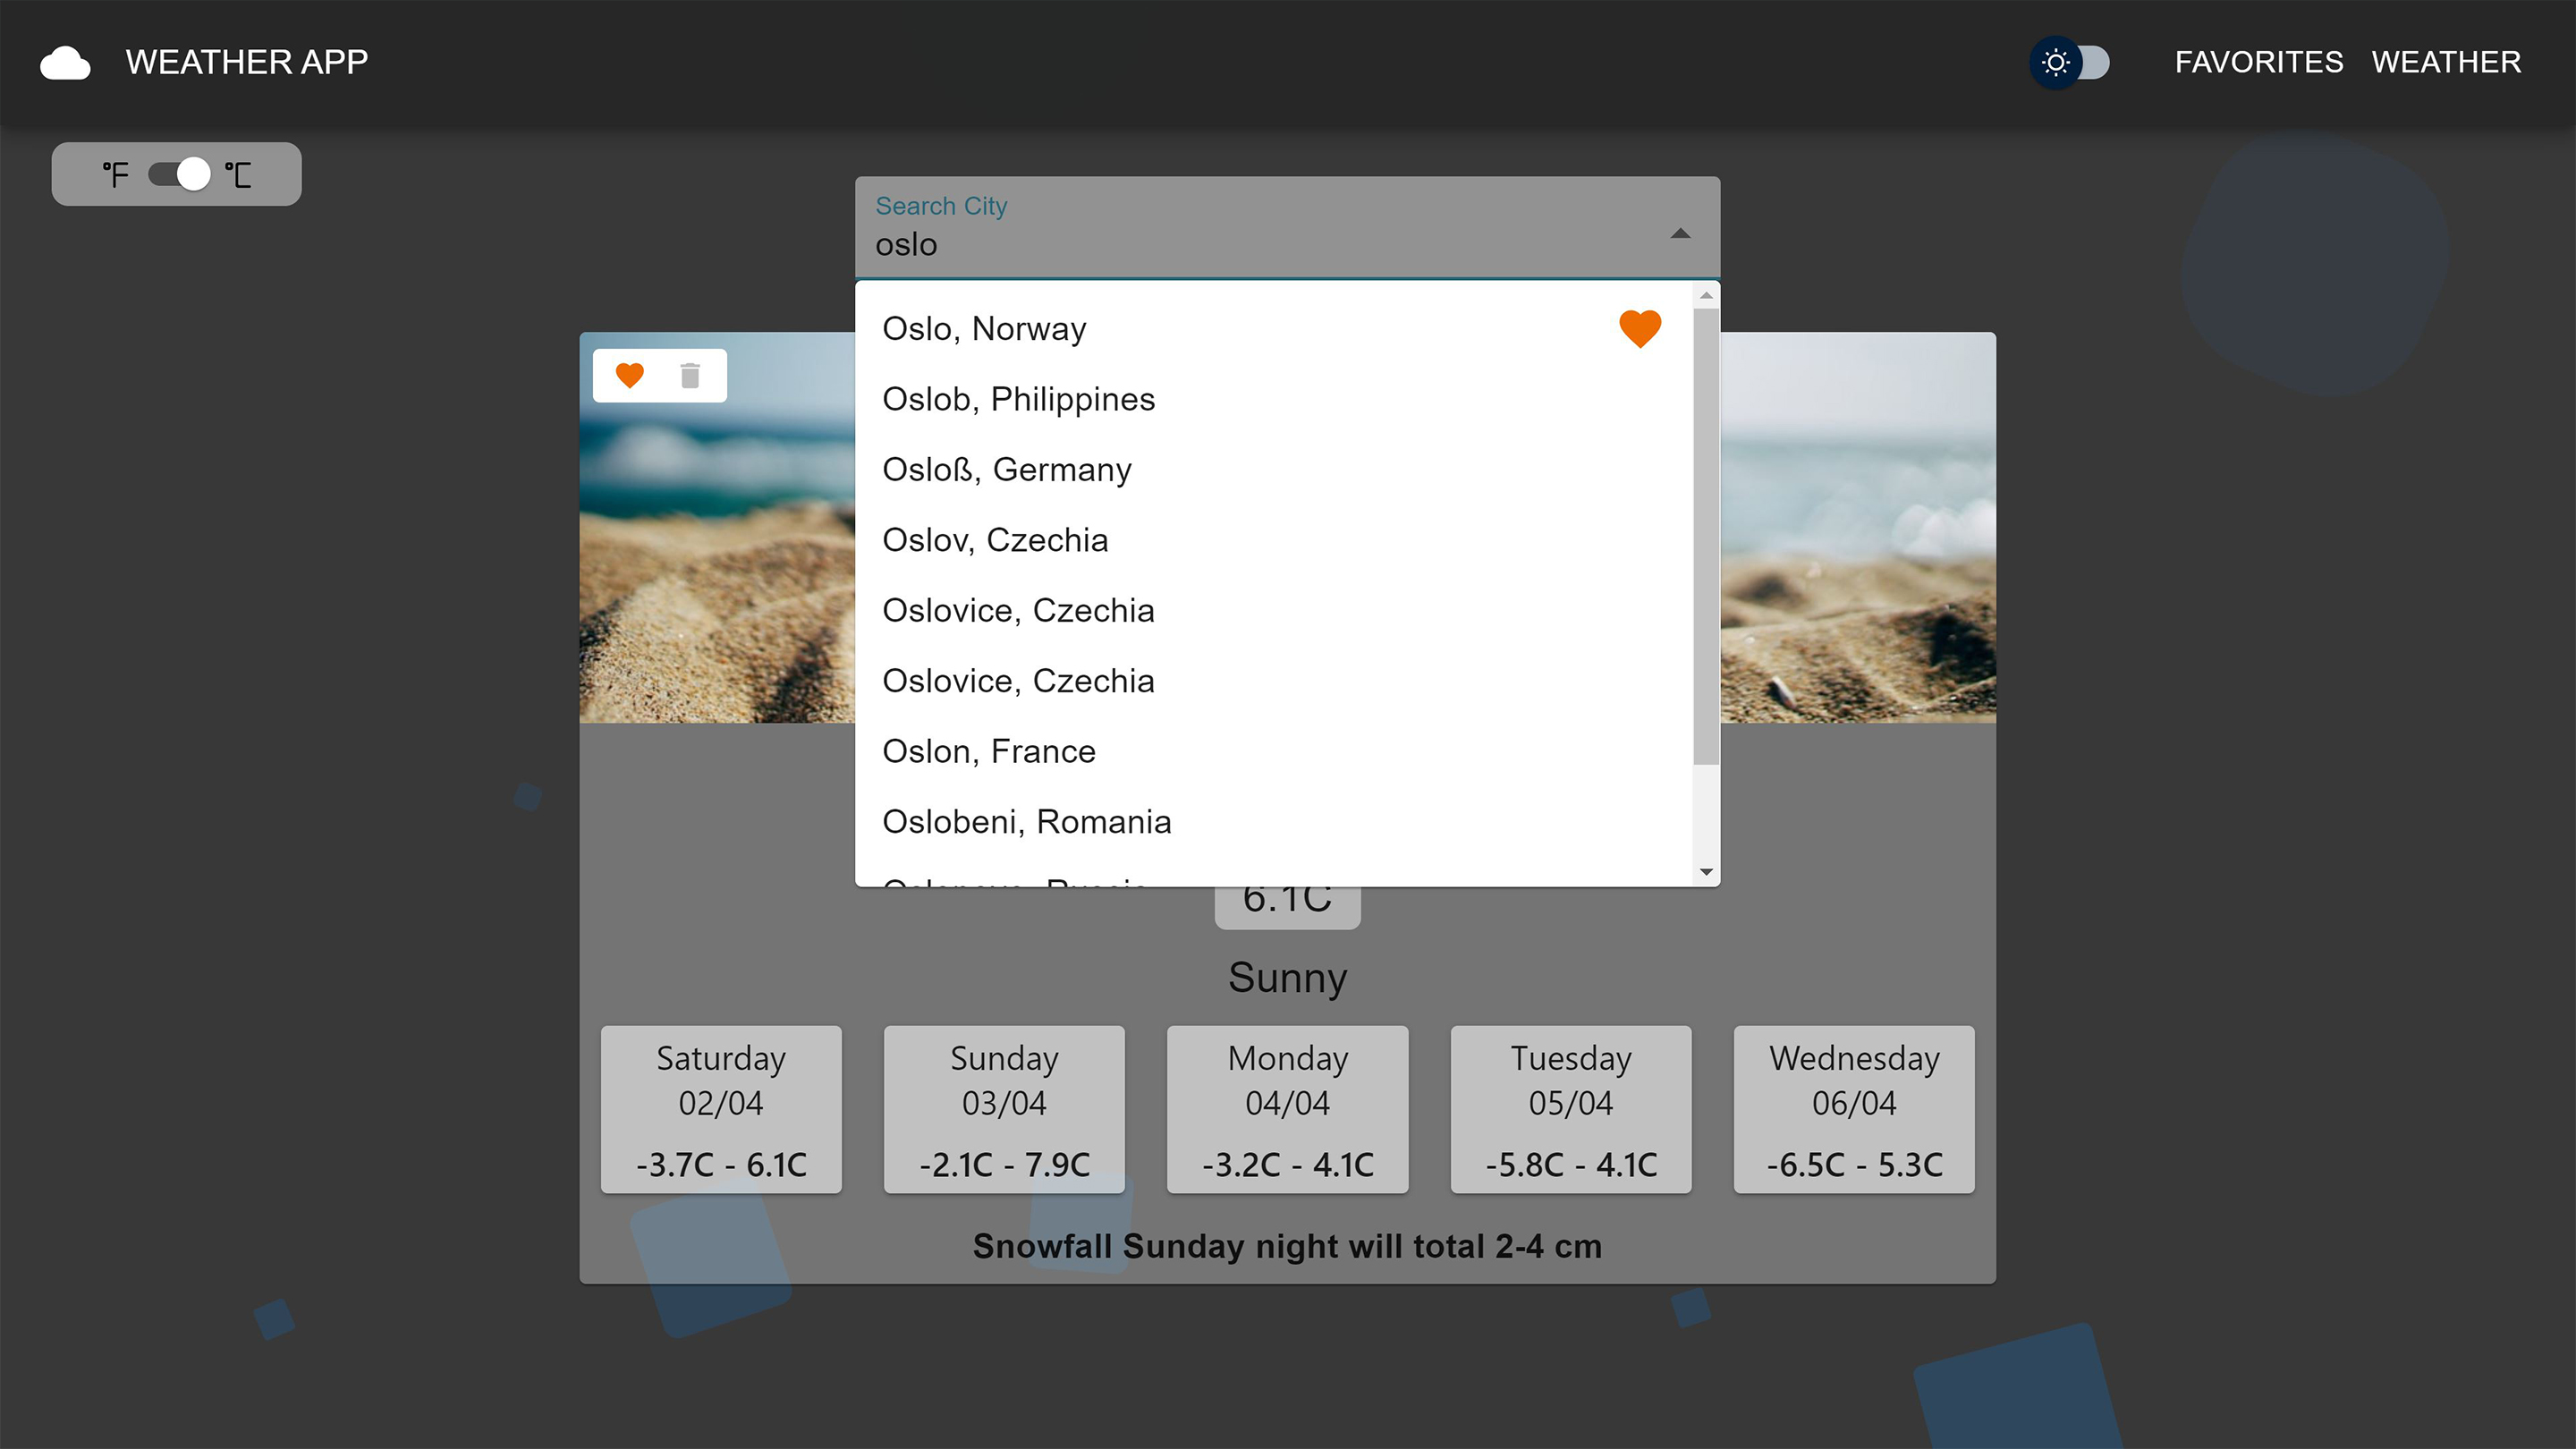 WEATHER APP
FAVORITES WEATHER
°F °C
Search City
oslo
Oslo, Norway
Oslob, Philippines
Osloß, Germany
Oslov, Czechia
Oslovice, Czechia
Oslovice, Czechia
Oslon, France
Oslobeni, Romania
6.1C
Sunny
Saturday
02/04
-3.7C - 6.1C
Sunday
03/04
-2.1C - 7.9C
Monday
04/04
-3.2C - 4.1C
Tuesday
05/04
-5.8C - 4.1C
Wednesday
06/04
-6.5C - 5.3C
Snowfall Sunday night will total 2-4 cm